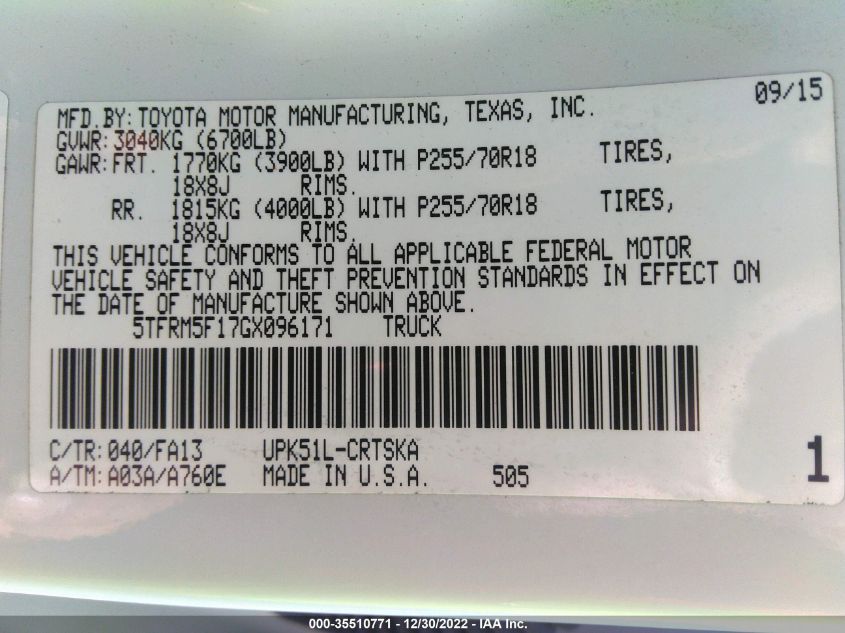 09/15
MFD.BY: TOYOTA MOTOR MANUFACTURING, TEXAS, INC.
GVWR: 3040KG (6700LB)
GAWR: FRT. 1770KG (3900LB) WITH P255/70R18 TIRES,
18X8J RIMS.
RR. 1815KG (4000LB) WITH P255/70R18 TIRES,
18X8J RIMS.
THIS VEHICLE CONFORMS TO ALL APPLICABLE FEDERAL MOTOR
VEHICLE SAFETY AND THEFT PREVENTION STANDARDS IN EFFECT ON
THE DATE OF MANUFACTURE SHOWN ABOVE.
5TFRM5F17GX096171 TRUCK
C/TR: 040/FA13 UPK51L-CRTSKA
A/TM: A03A/A760E MADE IN U.S.A. 505
1
000-35510771 - 12/30/2022 - IAA Inc.